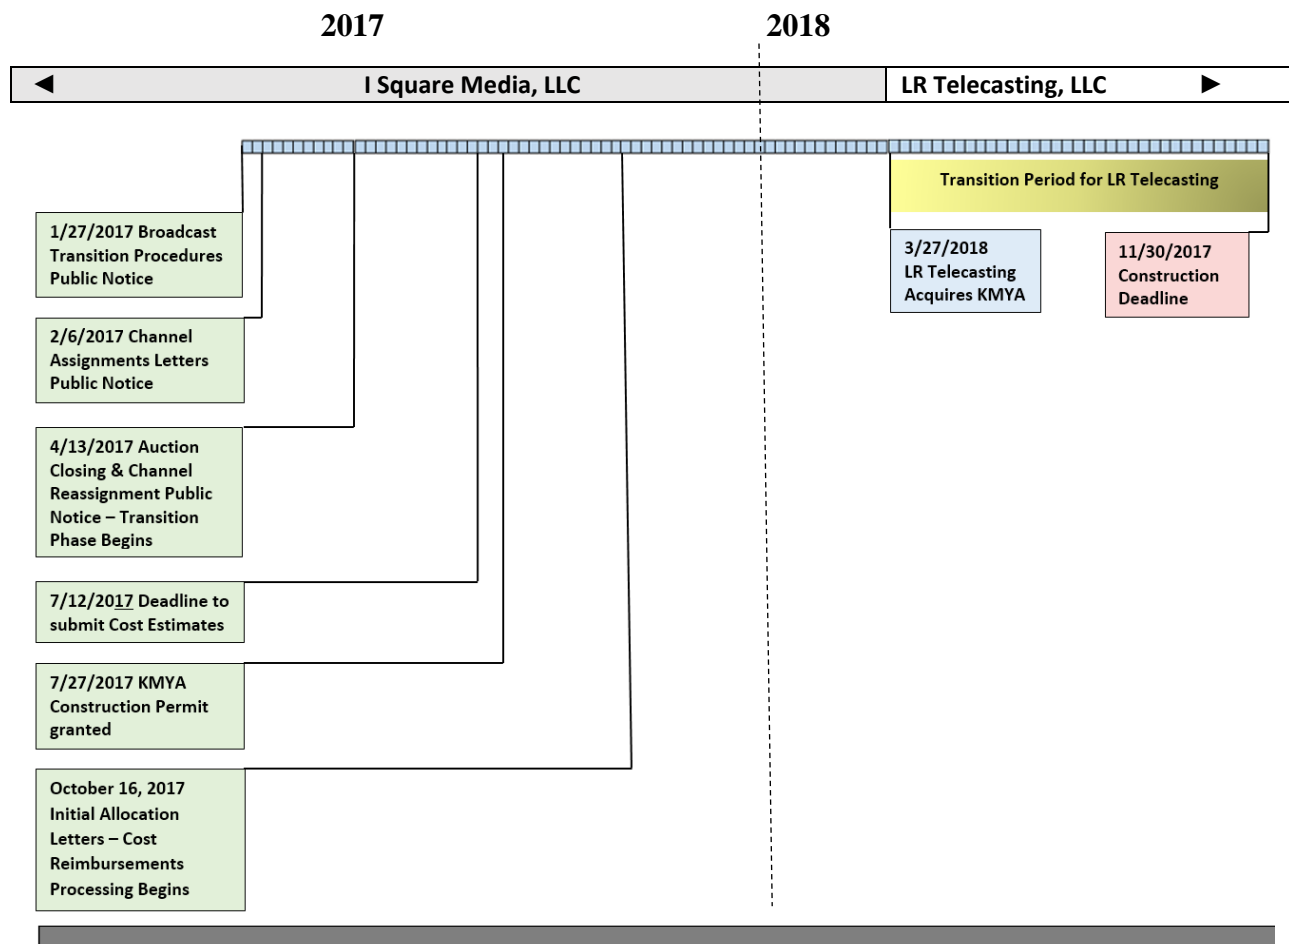 2017
2018
◄
I Square Media, LLC
LR Telecasting, LLC
►
Transition Period for LR Telecasting
1/27/2017 Broadcast
Transition Procedures
Public Notice
3/27/2018
LR Telecasting
Acquires KMYA
11/30/2017
Construction
Deadline
2/6/2017 Channel
Assignments Letters
Public Notice
4/13/2017 Auction
Closing & Channel
Reassignment Public
Notice – Transition
Phase Begins
7/12/2017 Deadline to
submit Cost Estimates
7/27/2017 KMYA
Construction Permit
granted
October 16, 2017
Initial Allocation
Letters – Cost
Reimbursements
Processing Begins